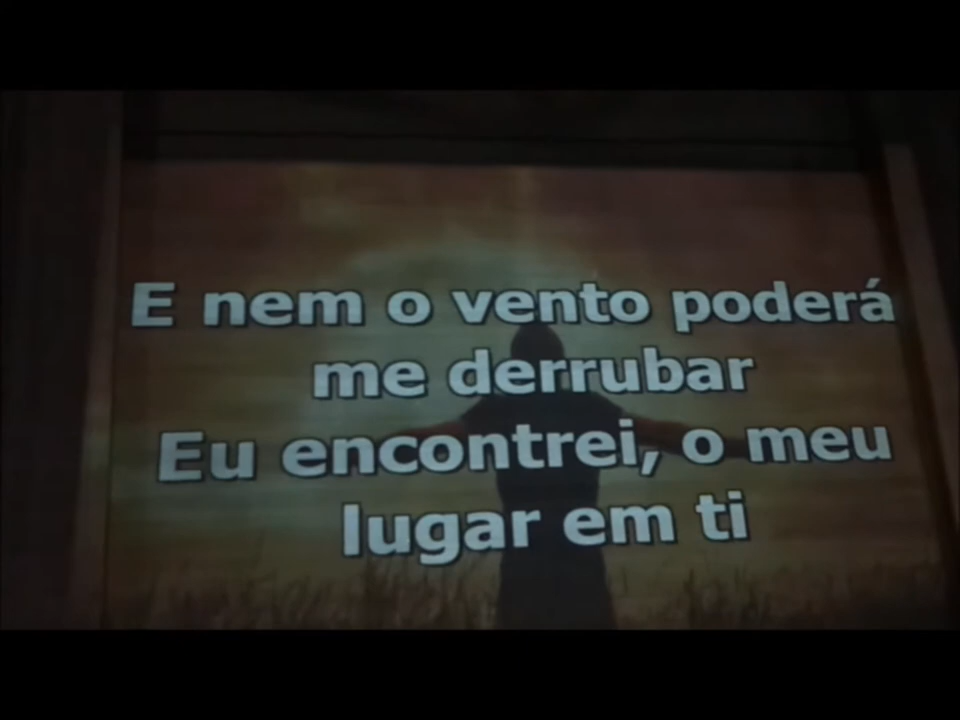 E nem o vento poderá
me derrubar
Eu encontrei, o meu
lugar em ti